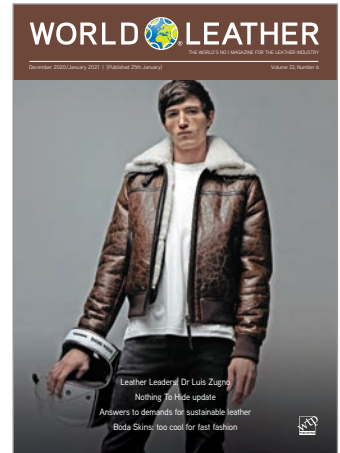 WORLD LEATHER
THE WORLD'S NO.1 MAGAZINE FOR THE LEATHER INDUSTRY
December 2020/January 2021 | (Published 25th January)
Volume 33, Number 6
Leather Leaders: Dr Luis Zugno
Nothing To Hide update
Answers to demands for sustainable leather
Boda Skins: too cool for fast fashion